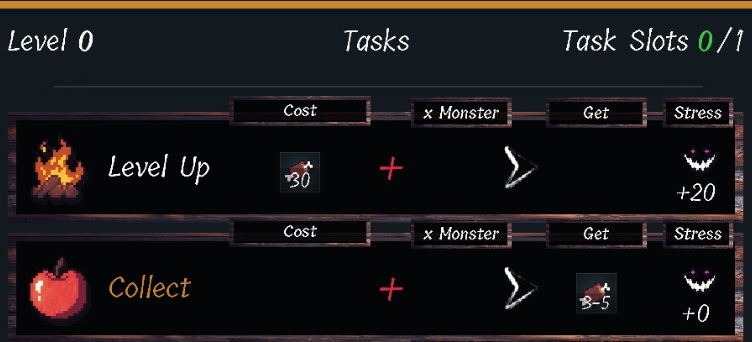 Level 0 Tasks Task Slots 0/1
Cost x Monster Get Stress
Level Up 30 + +20
Cost x Monster Get Stress
Collect + 3-5 +0